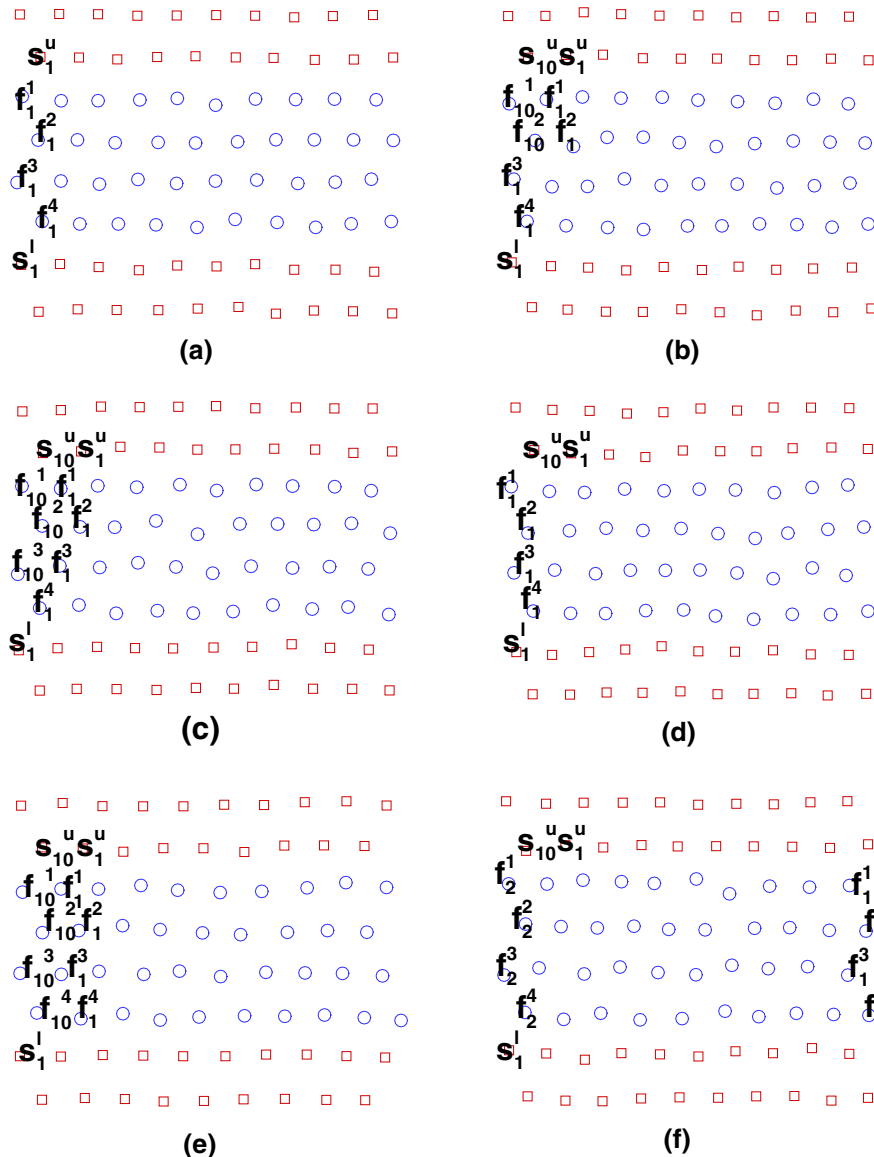 s₁ᵘ
f₁¹
f₁²
f₁³
f₁⁴
s₁ˡ
(a)
s₁₀ᵘ s₁ᵘ
f₁₀¹ f₁¹
f₁₀² f₁²
f₁³
f₁⁴
s₁ˡ
(b)
s₁₀ᵘ s₁ᵘ
f₁₀¹ f₁¹
f₁₀² f₁²
f₁₀³ f₁³
f₁⁴
s₁ˡ
(c)
s₁₀ᵘ s₁ᵘ
f₁¹
f₁²
f₁³
f₁⁴
s₁ˡ
(d)
s₁₀ᵘ s₁ᵘ
f₁₀¹ f₁¹
f₁₀² f₁²
f₁₀³ f₁³
f₁₀⁴ f₁⁴
s₁ˡ
(e)
s₁₀ᵘ s₁ᵘ
f₂¹ f₁¹
f₂² f
f₂³ f₁³
f₂⁴ f
s₁ˡ
(f)